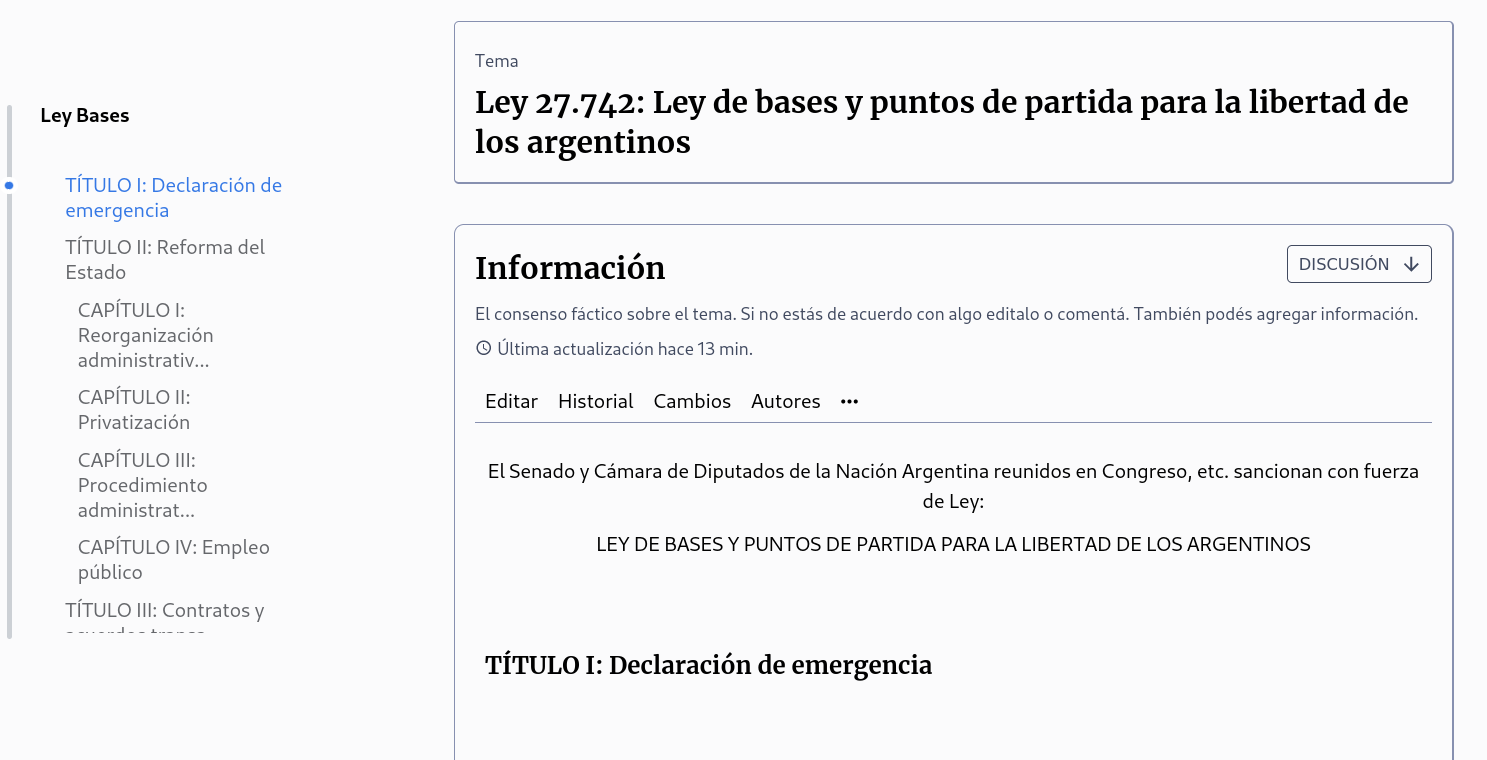 Ley Bases
TÍTULO I: Declaración de
emergencia
TÍTULO II: Reforma del
Estado
CAPÍTULO I:
Reorganización
administrativ...
CAPÍTULO II:
Privatización
CAPÍTULO III:
Procedimiento
administrat...
CAPÍTULO IV: Empleo
público
TÍTULO III: Contratos y
Tema
Ley 27.742: Ley de bases y puntos de partida para la libertad de
los argentinos
Información
DISCUSIÓN
El consenso fáctico sobre el tema. Si no estás de acuerdo con algo editalo o comentá. También podés agregar información.
Última actualización hace 13 min.
Editar Historial Cambios Autores •••
El Senado y Cámara de Diputados de la Nación Argentina reunidos en Congreso, etc. sancionan con fuerza
de Ley:
LEY DE BASES Y PUNTOS DE PARTIDA PARA LA LIBERTAD DE LOS ARGENTINOS
TÍTULO I: Declaración de emergencia